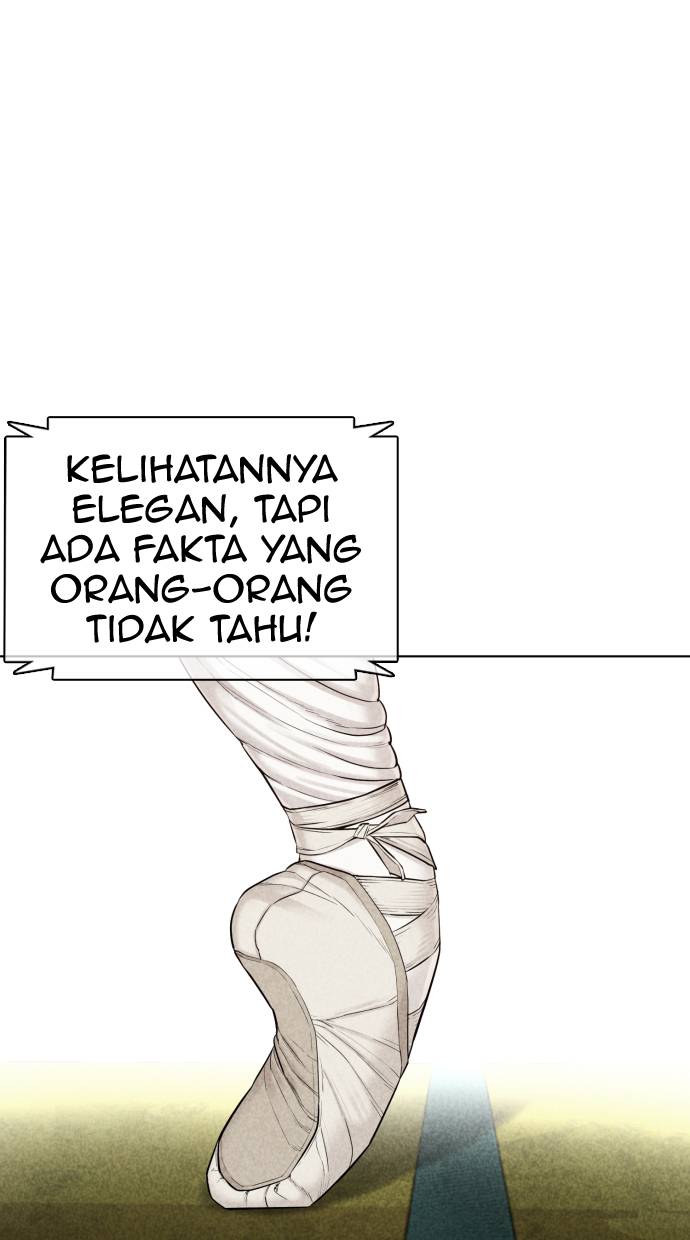 KELIHATANNYA
ELEGAN, TAPI
ADA FAKTA YANG
ORANG-ORANG
TIDAK TAHU!